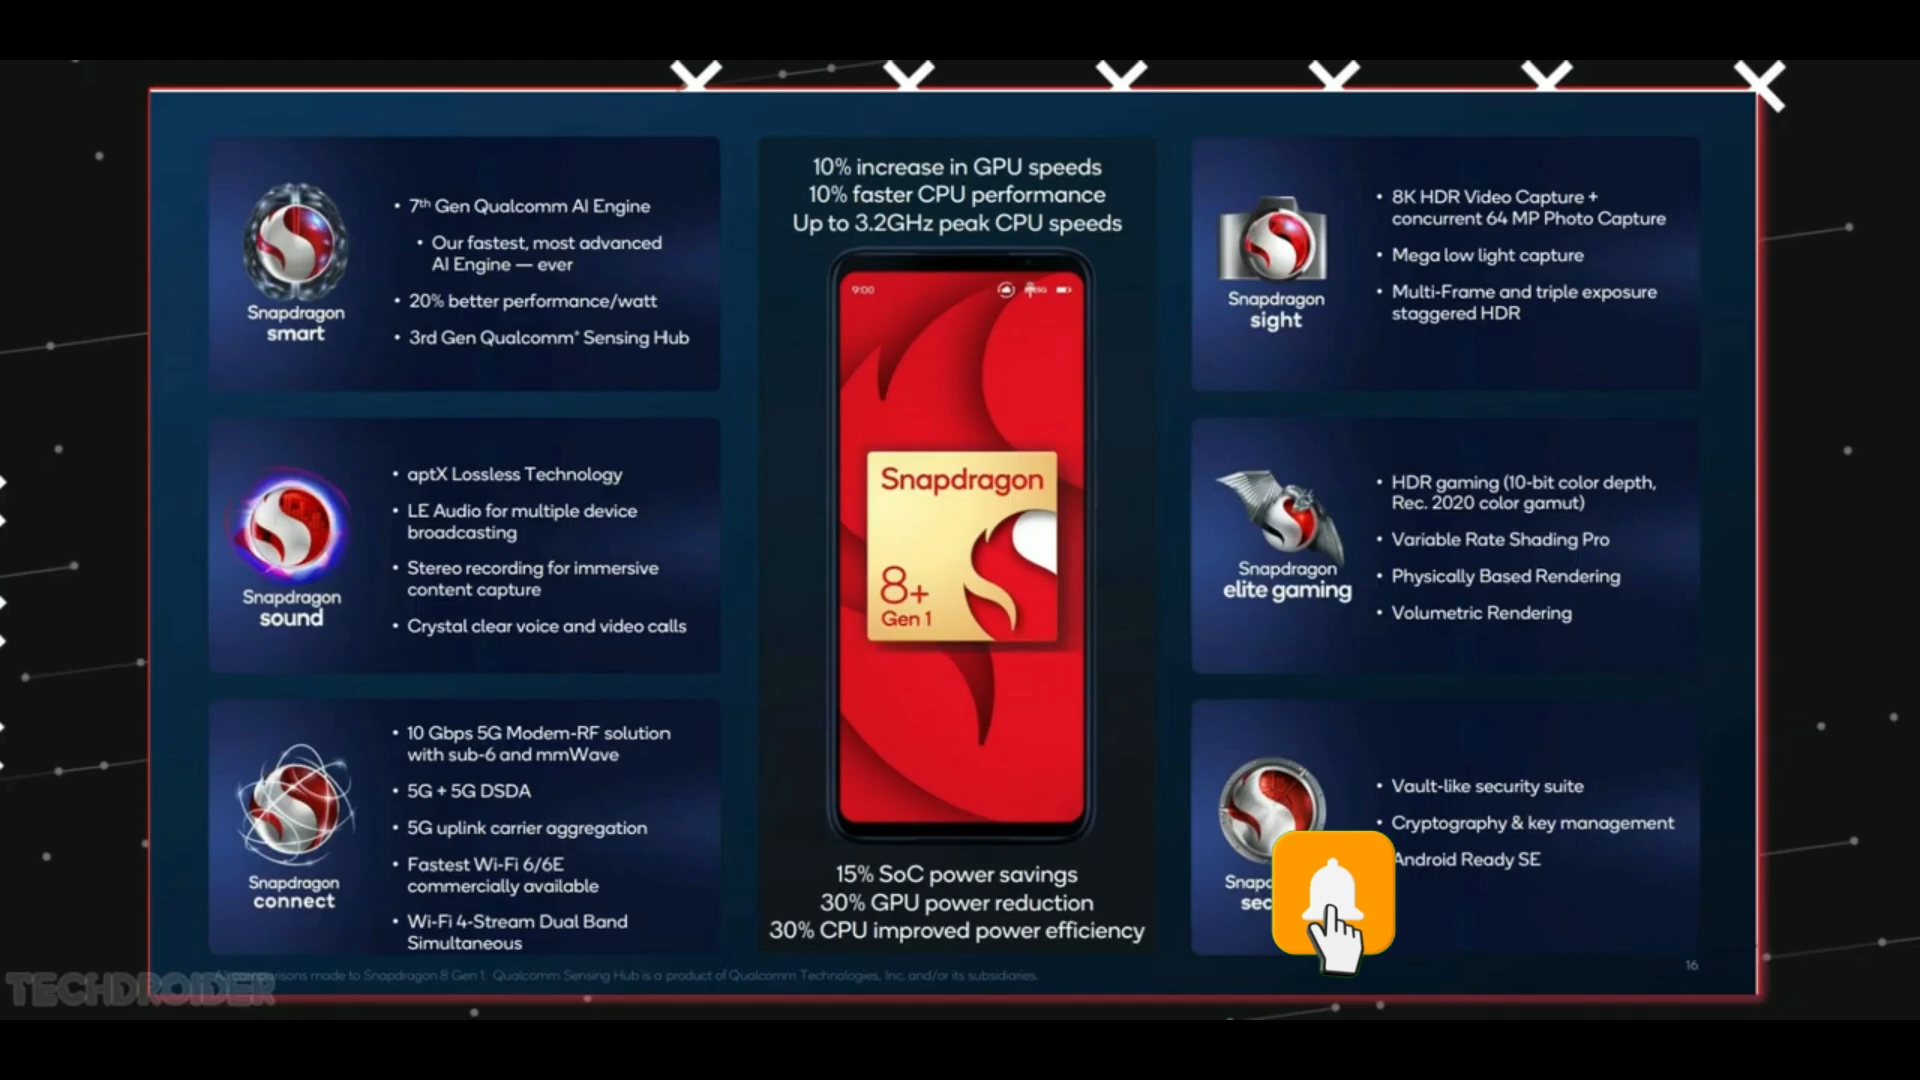 7th Gen Qualcomm AI Engine
Our fastest, most advanced
AI Engine — ever
20% better performance/watt
3rd Gen Qualcomm® Sensing Hub
Snapdragon
smart
aptX Lossless Technology
LE Audio for multiple device
broadcasting
Stereo recording for immersive
content capture
Crystal clear voice and video calls
Snapdragon
sound
10 Gbps 5G Modem-RF solution
with sub-6 and mmWave
5G + 5G DSDA
5G uplink carrier aggregation
Fastest Wi-Fi 6/6E
commercially available
Wi-Fi 4-Stream Dual Band
Simultaneous
Snapdragon
connect
10% increase in GPU speeds
10% faster CPU performance
Up to 3.2GHz peak CPU speeds
9:00
5G
Snapdragon
8+
Gen 1
15% SoC power savings
30% GPU power reduction
30% CPU improved power efficiency
8K HDR Video Capture +
concurrent 64 MP Photo Capture
Mega low light capture
Multi-Frame and triple exposure
staggered HDR
Snapdragon
sight
HDR gaming (10-bit color depth,
Rec. 2020 color gamut)
Variable Rate Shading Pro
Physically Based Rendering
Volumetric Rendering
Snapdragon
elite gaming
Vault-like security suite
Cryptography & key management
Android Ready SE
made to Snapdragon 8 Gen 1. Qualcomm Sensing Hub is a product of Qualcomm Technologies, Inc. and/or its subsidiaries.
16
TECHDROIDER